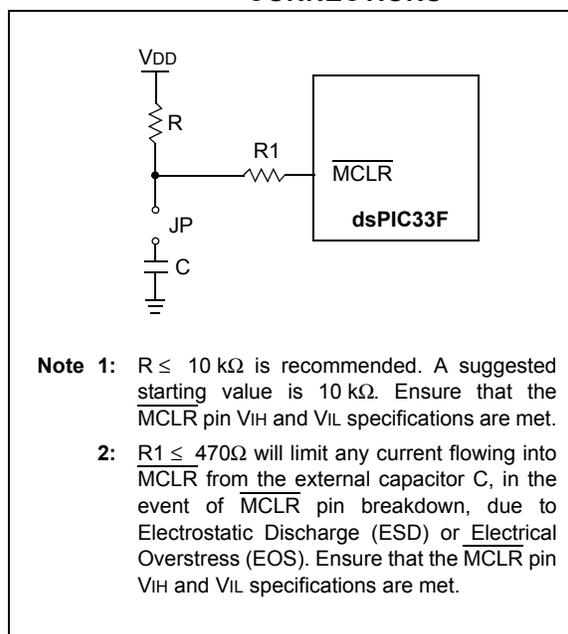 VDD
R
R1
MCLR
JP
dsPIC33F
C
Note 1: R ≤ 10 kΩ is recommended. A suggested
starting value is 10 kΩ. Ensure that the
MCLR pin VIH and VIL specifications are met.
2: R1 ≤ 470Ω will limit any current flowing into
MCLR from the external capacitor C, in the
event of MCLR pin breakdown, due to
Electrostatic Discharge (ESD) or Electrical
Overstress (EOS). Ensure that the MCLR pin
VIH and VIL specifications are met.